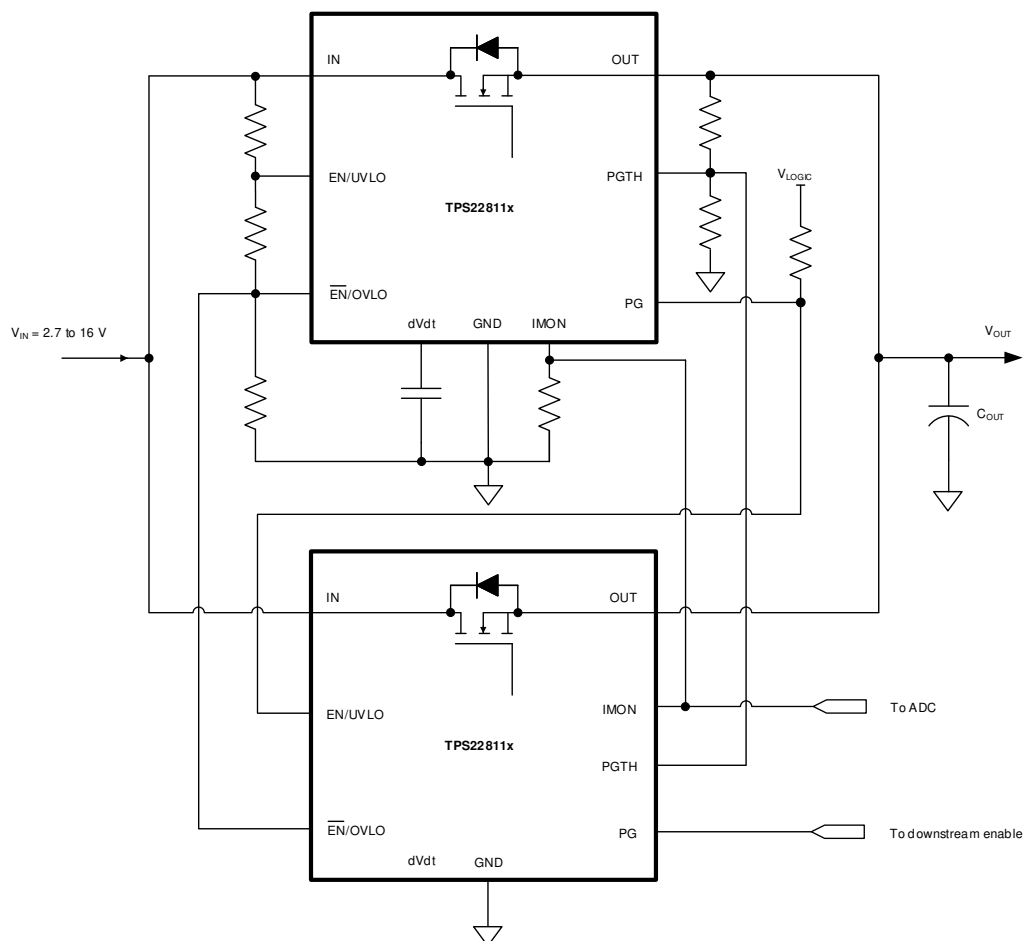 IN
OUT
EN/UVLO
PGTH
VLOGIC
TPS22811x
EN/OVLO
PG
dVdt
GND
IMON
VIN = 2.7 to 16 V
VOUT
COUT
IN
OUT
EN/UVLO
IMON
To ADC
TPS22811x
PGTH
EN/OVLO
PG
To downstream enable
dVdt
GND